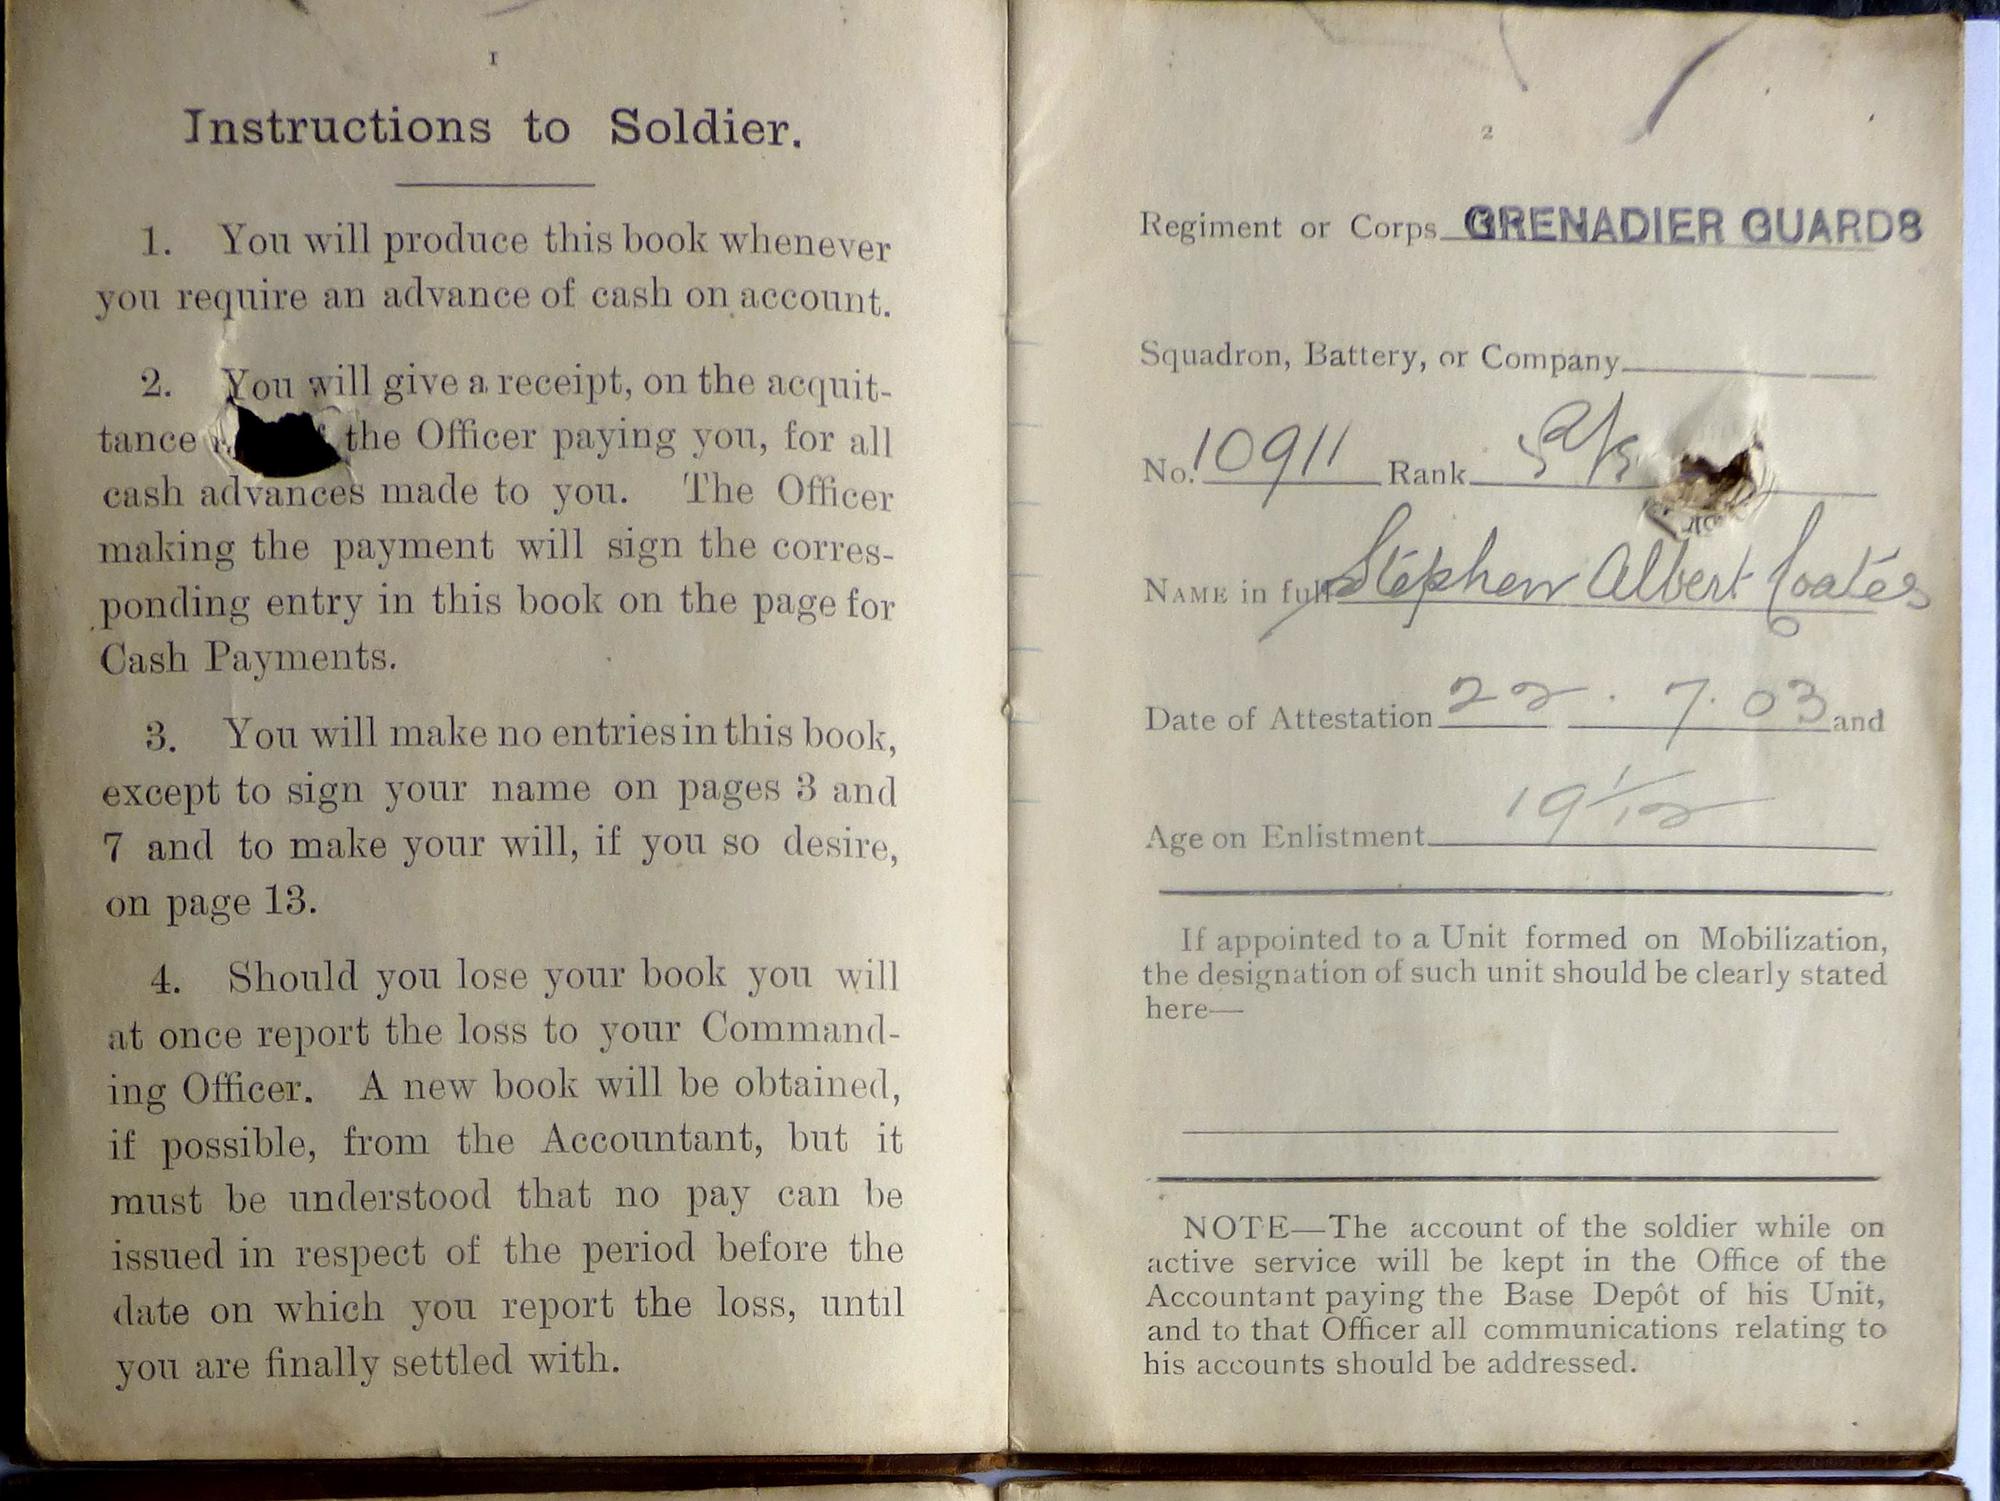 1
Instructions to Soldier.
1. You will produce this book whenever
you require an advance of cash on account.
2. You will give a receipt, on the acquit-
tance the Officer paying you, for all
cash advances made to you. The Officer
making the payment will sign the corres-
ponding entry in this book on the page for
Cash Payments.
3. You will make no entries in this book,
except to sign your name on pages 3 and
7 and to make your will, if you so desire,
on page 13.
4. Should you lose your book you will
at once report the loss to your Command-
ing Officer. A new book will be obtained,
if possible, from the Accountant, but it
must be understood that no pay can be
issued in respect of the period before the
date on which you report the loss, until
you are finally settled with.
2
Regiment or Corps GRENADIER GUARDS
Squadron, Battery, or Company
No. 10911 Rank
NAME in full Stephen Albert Coates
Date of Attestation 22 . 7. 03 and
Age on Enlistment 19 1/12
If appointed to a Unit formed on Mobilization,
the designation of such unit should be clearly stated
here—
NOTE—The account of the soldier while on
active service will be kept in the Office of the
Accountant paying the Base Depôt of his Unit,
and to that Officer all communications relating to
his accounts should be addressed.